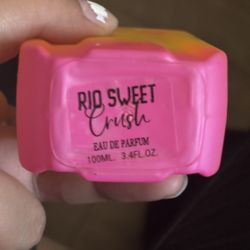 RIO SWEET
Crush
EAU DE PARFUM
100ML. 3.4FL.OZ.